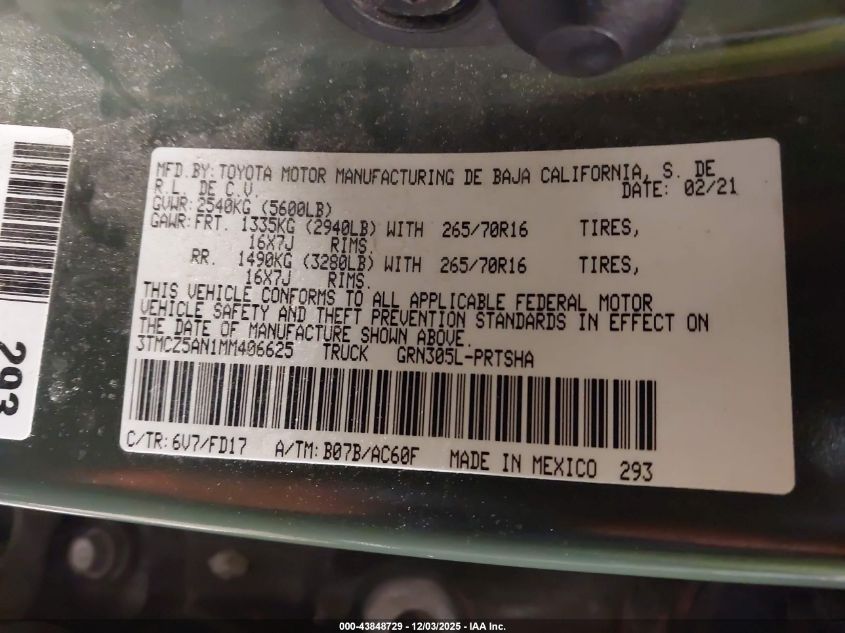 MFD.BY: TOYOTA MOTOR MANUFACTURING DE BAJA CALIFORNIA, S. DE
R.L. DE C.V. DATE: 02/21
GVWR: 2540KG (5600LB)
GAWR: FRT. 1335KG (2940LB) WITH 265/70R16 TIRES,
16X7J RIMS.
RR. 1490KG (3280LB) WITH 265/70R16 TIRES,
16X7J RIMS.
THIS VEHICLE CONFORMS TO ALL APPLICABLE FEDERAL MOTOR
VEHICLE SAFETY AND THEFT PREVENTION STANDARDS IN EFFECT ON
THE DATE OF MANUFACTURE SHOWN ABOVE.
3TMCZ5AN1MM406625 TRUCK GRN305L-PRTSHA
C/TR: 6V7/FD17 A/TM: B07B/AC60F MADE IN MEXICO 293
293
000-43848729 - 12/03/2025 - IAA Inc.